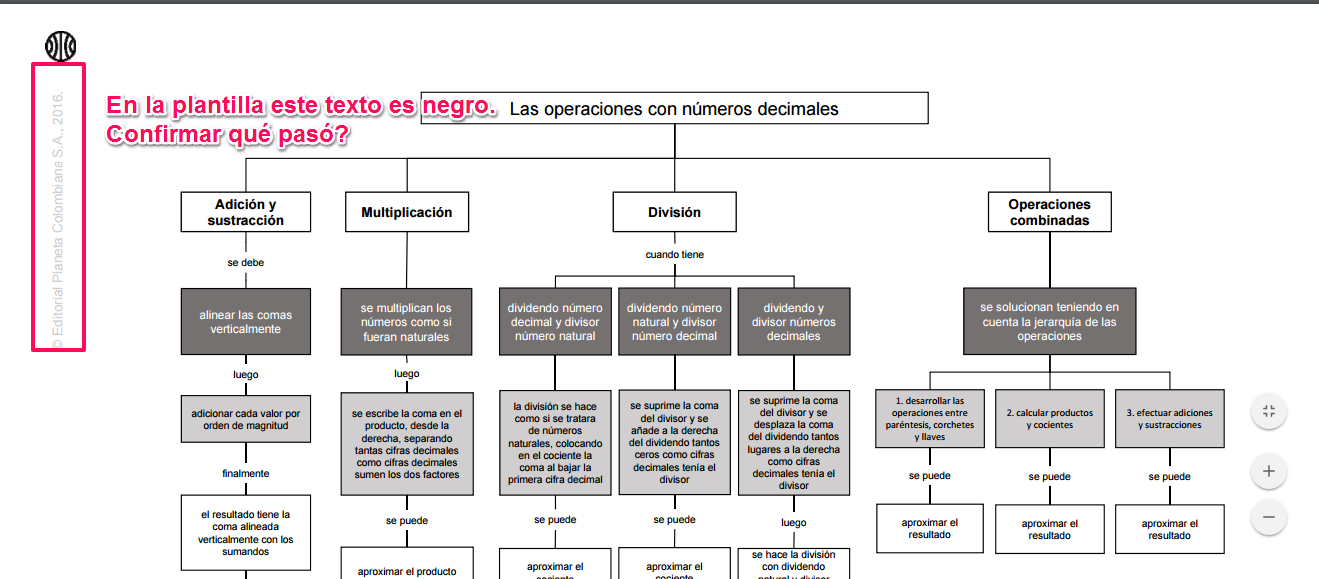 © Editorial Planeta Colombiana S.A., 2016.
En la plantilla este texto es negro.
Confirmar qué pasó?
Las operaciones con números decimales
Adición y
sustracción
se debe
alinear las comas
verticalmente
luego
adicionar cada valor por
orden de magnitud
finalmente
el resultado tiene la
coma alineada
verticalmente con los
sumandos
Multiplicación
se multiplican los
números como si
fueran naturales
luego
se escribe la coma en el
producto, desde la
derecha, separando
tantas cifras decimales
como cifras decimales
sumen los dos factores
se puede
aproximar el producto
División
cuando tiene
dividendo número
decimal y divisor
número natural
la división se hace
como si se tratara
de números
naturales, colocando
en el cociente la
coma al bajar la
primera cifra decimal
se puede
aproximar el
cociente
dividendo número
natural y divisor
número decimal
se suprime la coma
del divisor y se
añade a la derecha
del dividendo tantos
ceros como cifras
decimales tenía el
divisor
se puede
aproximar el
cociente
dividendo y
divisor números
decimales
se suprime la coma
del divisor y se
desplaza la coma
del dividendo tantos
lugares a la derecha
como cifras
decimales tenía el
divisor
luego
se hace la división
con dividendo
natural y divisor
Operaciones
combinadas
se solucionan teniendo en
cuenta la jerarquía de las
operaciones
1. desarrollar las
operaciones entre
paréntesis, corchetes
y llaves
se puede
aproximar el
resultado
2. calcular productos
y cocientes
se puede
aproximar el
resultado
3. efectuar adiciones
y sustracciones
se puede
aproximar el
resultado